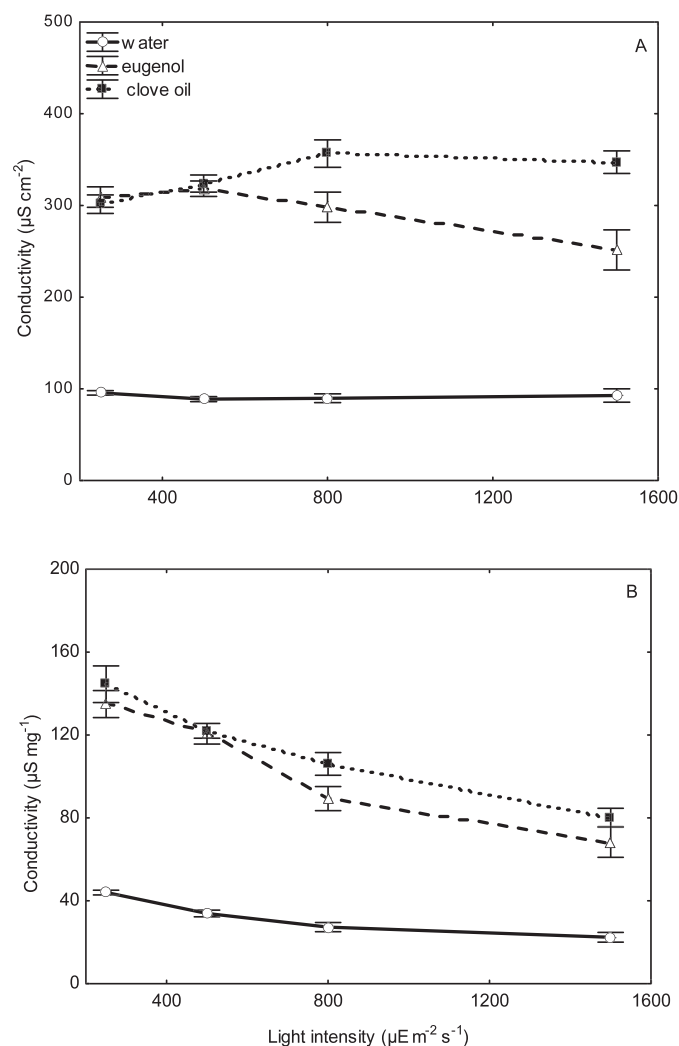 500
400
300
200
100
0
Conductivity (µS cm⁻²)
water
eugenol
clove oil
A
400 800 1200 1600
200
160
120
80
40
0
Conductivity (µS mg⁻¹)
B
400 800 1200 1600
Light intensity (µE m⁻² s⁻¹)